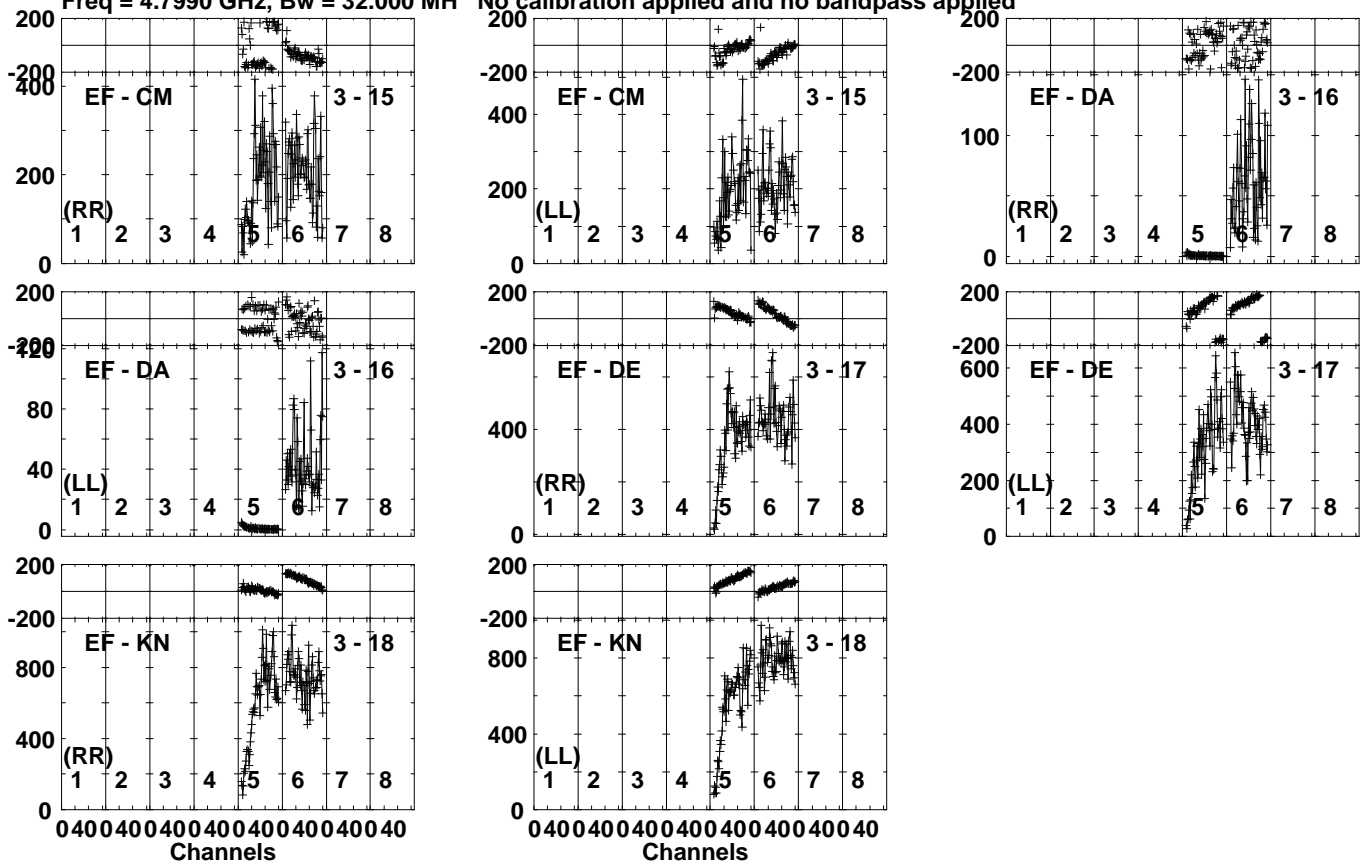 Freq = 4.7990 GHz, Bw = 32.000 MH No calibration applied and no bandpass applied
200
-200
400
200
0
EF - CM 3 - 15
(RR)
1 2 3 4 5 6 7 8
200
-200
400
200
0
EF - CM 3 - 15
(LL)
1 2 3 4 5 6 7 8
200
-200
100
0
EF - DA 3 - 16
(RR)
1 2 3 4 5 6 7 8
200
-200
120
80
40
0
EF - DA 3 - 16
(LL)
1 2 3 4 5 6 7 8
200
-200
400
0
EF - DE 3 - 17
(RR)
1 2 3 4 5 6 7 8
200
-200
600
400
200
0
EF - DE 3 - 17
(LL)
1 2 3 4 5 6 7 8
200
-200
800
400
0
EF - KN 3 - 18
(RR)
1 2 3 4 5 6 7 8
0 40 0 40 0 40 0 40 0 40 0 40 0 40 0 40
Channels
200
-200
800
400
0
EF - KN 3 - 18
(LL)
1 2 3 4 5 6 7 8
0 40 0 40 0 40 0 40 0 40 0 40 0 40 0 40
Channels